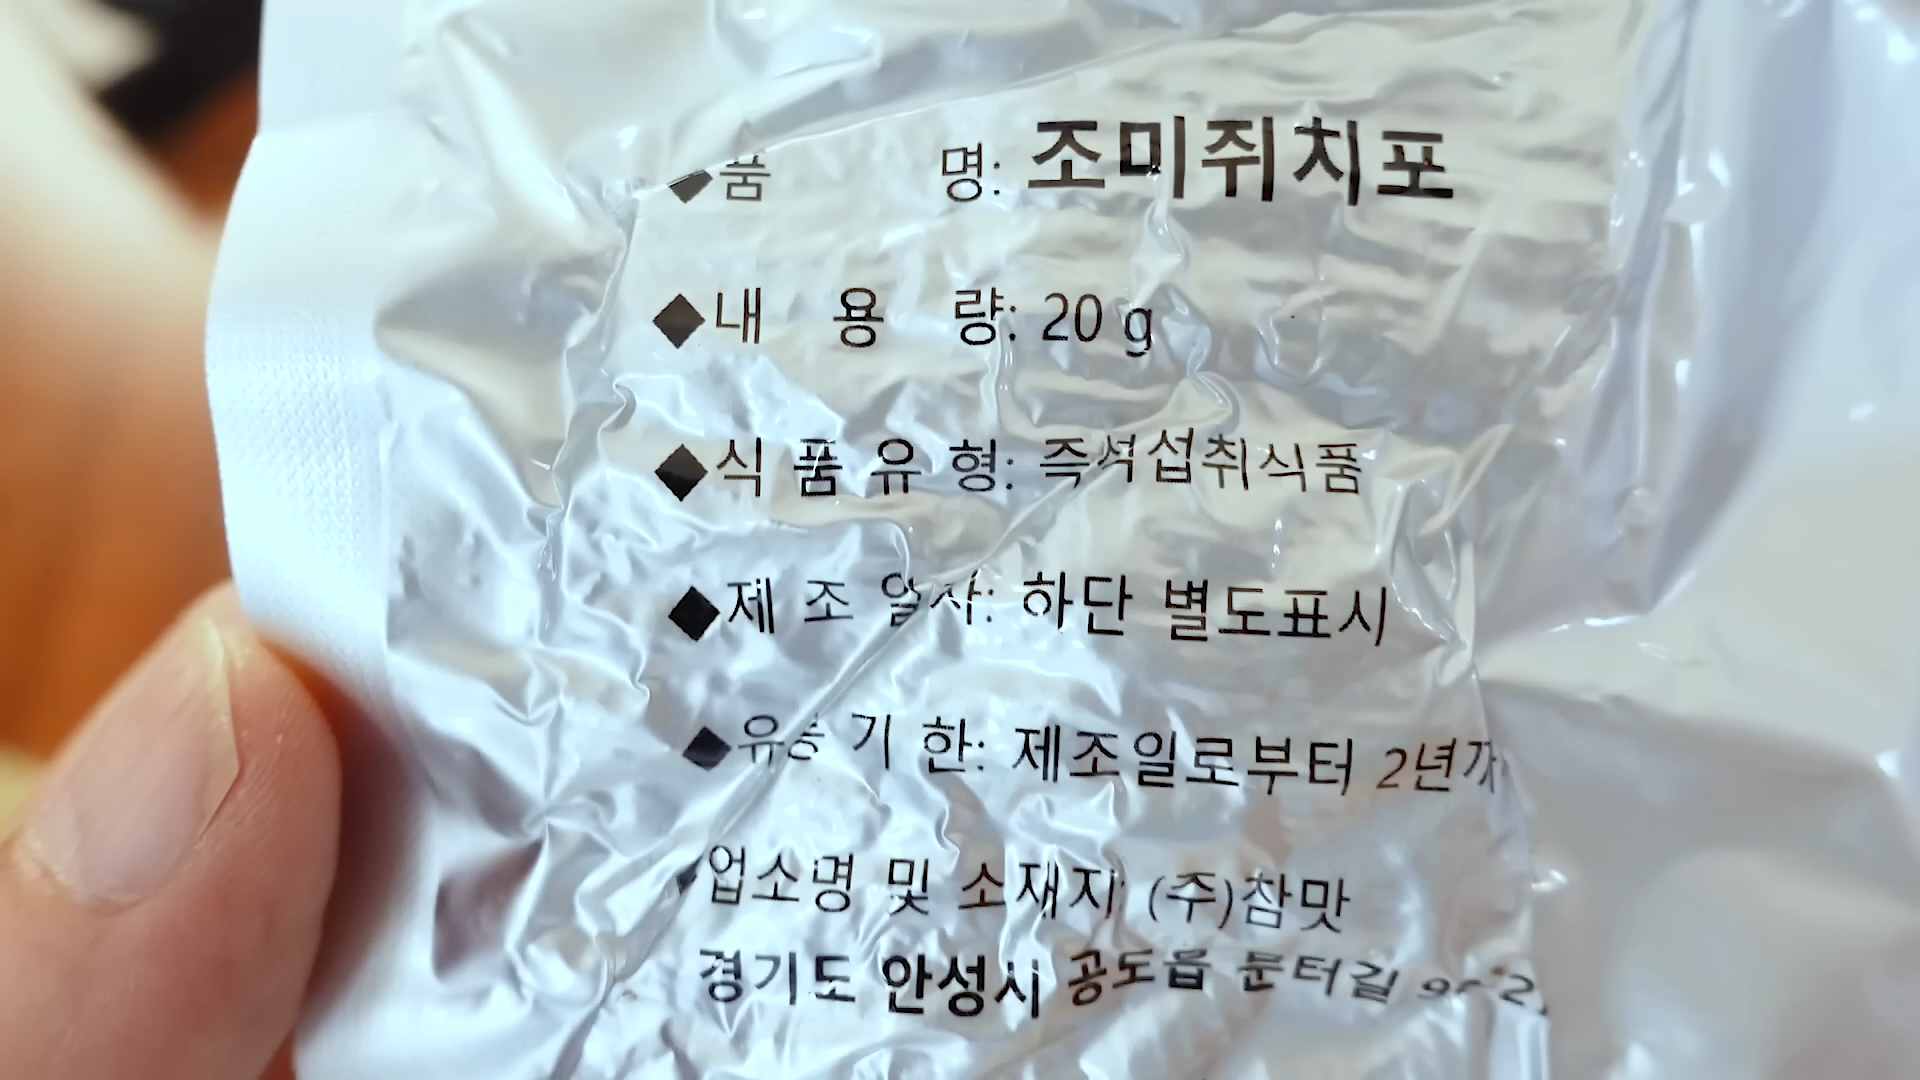 ◆품 명: 조미쥐치포
◆내 용 량: 20 g
◆식 품 유 형: 즉석섭취식품
◆제 조 일자: 하단 별도표시
◆유통 기 한: 제조일로부터 2년까
업소명 및 소재지 (주)참맛
경기도 안성시 공도읍 문터길